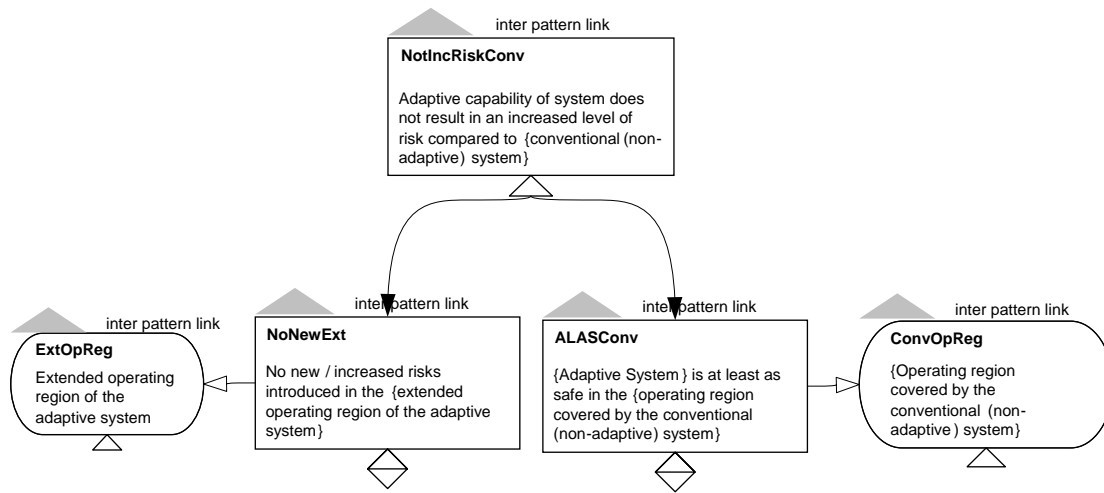 inter pattern link
NotIncRiskConv
Adaptive capability of system does
not result in an increased level of
risk compared to {conventional (non-
adaptive) system}
inter pattern link
ExtOpReg
Extended operating
region of the
adaptive system
inter pattern link
NoNewExt
No new / increased risks
introduced in the {extended
operating region of the adaptive
system}
inter pattern link
ALASConv
{Adaptive System} is at least as
safe in the {operating region
covered by the conventional
(non-adaptive) system}
inter pattern link
ConvOpReg
{Operating region
covered by the
conventional (non-
adaptive) system}